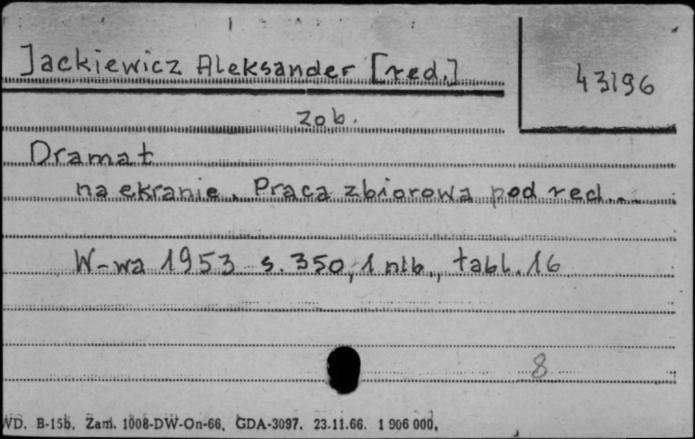 Jackiewicz Aleksander [red.]
43196
zob.
Dramat
na ekranie. Praca zbiorowa pod red...
W-wa 1953 s. 350, 1 nlb., tabl. 16
8
WD. B-15b. Zam. 1008-DW-On-66. GDA-3097. 23.11.66. 1 906 000.